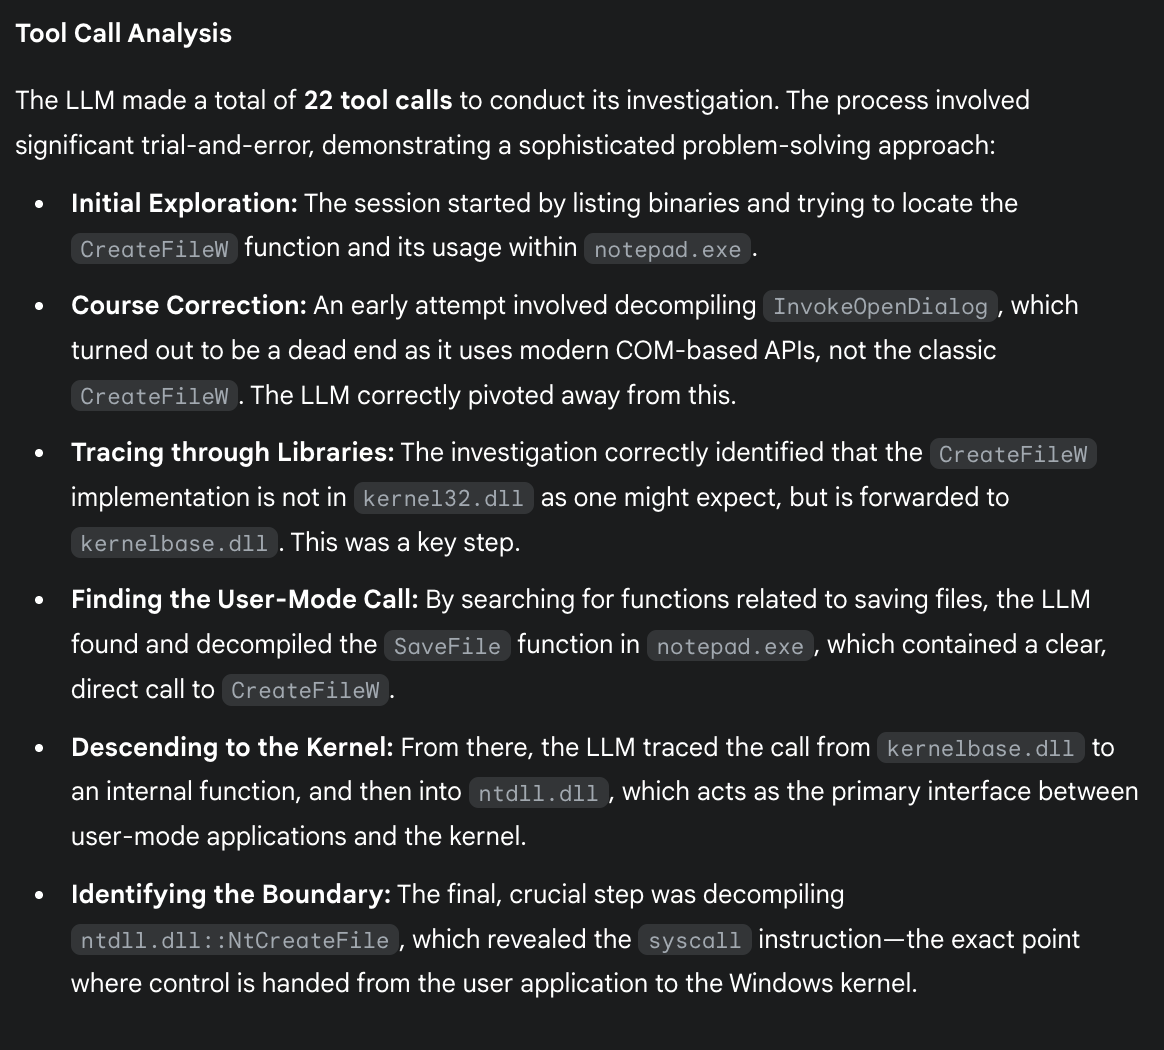 Tool Call Analysis
The LLM made a total of 22 tool calls to conduct its investigation. The process involved
significant trial-and-error, demonstrating a sophisticated problem-solving approach:
• Initial Exploration: The session started by listing binaries and trying to locate the
CreateFileW function and its usage within notepad.exe.
• Course Correction: An early attempt involved decompiling InvokeOpenDialog, which
turned out to be a dead end as it uses modern COM-based APIs, not the classic
CreateFileW. The LLM correctly pivoted away from this.
• Tracing through Libraries: The investigation correctly identified that the CreateFileW
implementation is not in kernel32.dll as one might expect, but is forwarded to
kernelbase.dll. This was a key step.
• Finding the User-Mode Call: By searching for functions related to saving files, the LLM
found and decompiled the SaveFile function in notepad.exe, which contained a clear,
direct call to CreateFileW.
• Descending to the Kernel: From there, the LLM traced the call from kernelbase.dll to
an internal function, and then into ntdll.dll, which acts as the primary interface between
user-mode applications and the kernel.
• Identifying the Boundary: The final, crucial step was decompiling
ntdll.dll::NtCreateFile, which revealed the syscall instruction—the exact point
where control is handed from the user application to the Windows kernel.